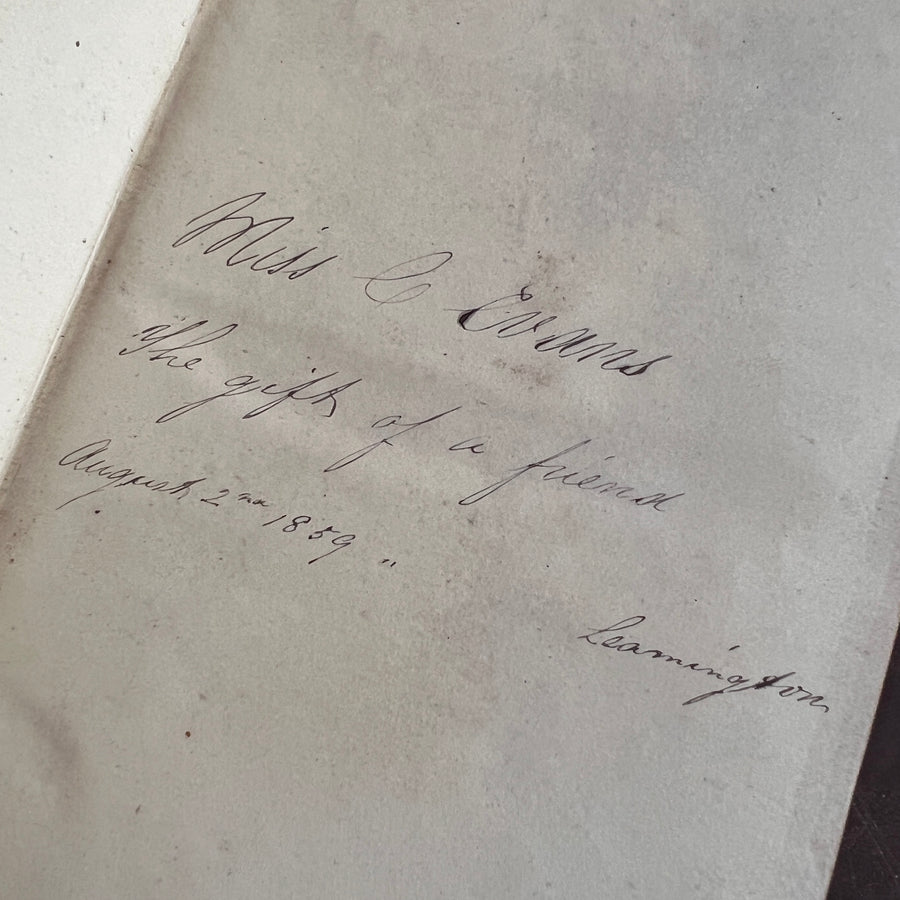 Miss C Evans
The gift of a friend
August 2nd 1859 "
Leamington